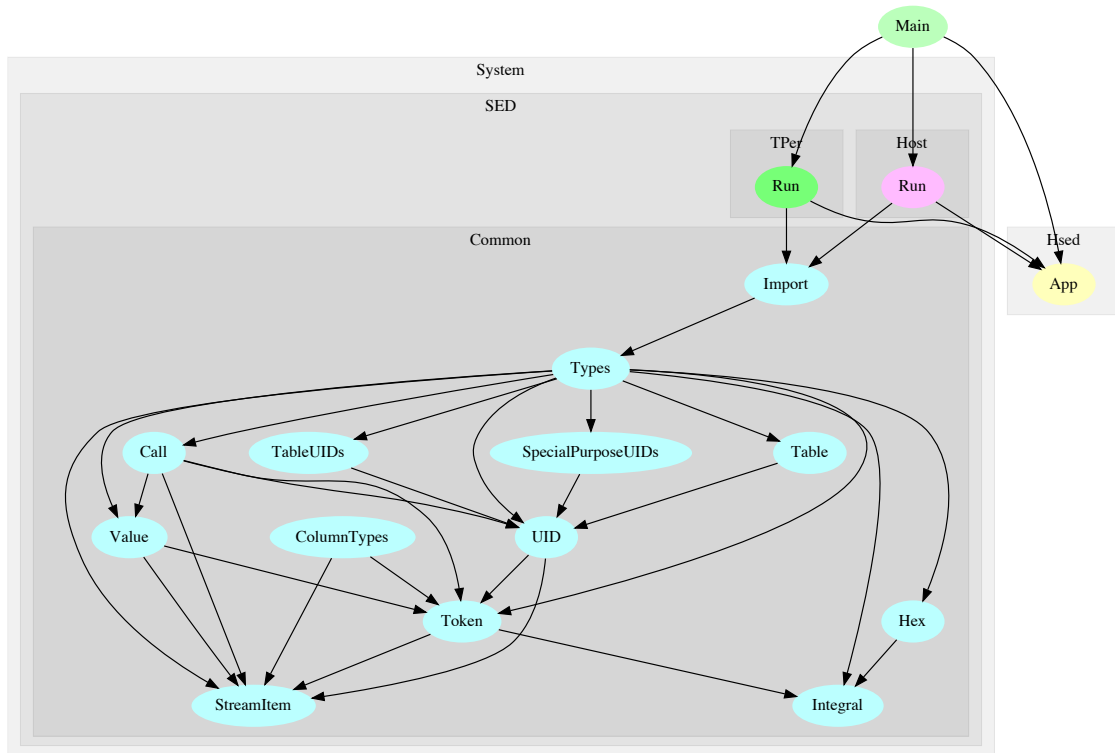 Main
System
SED
TPer
Host
Run
Run
Common
Hsed
Import
App
Types
Call
TableUIDs
SpecialPurposeUIDs
Table
Value
ColumnTypes
UID
Token
Hex
StreamItem
Integral